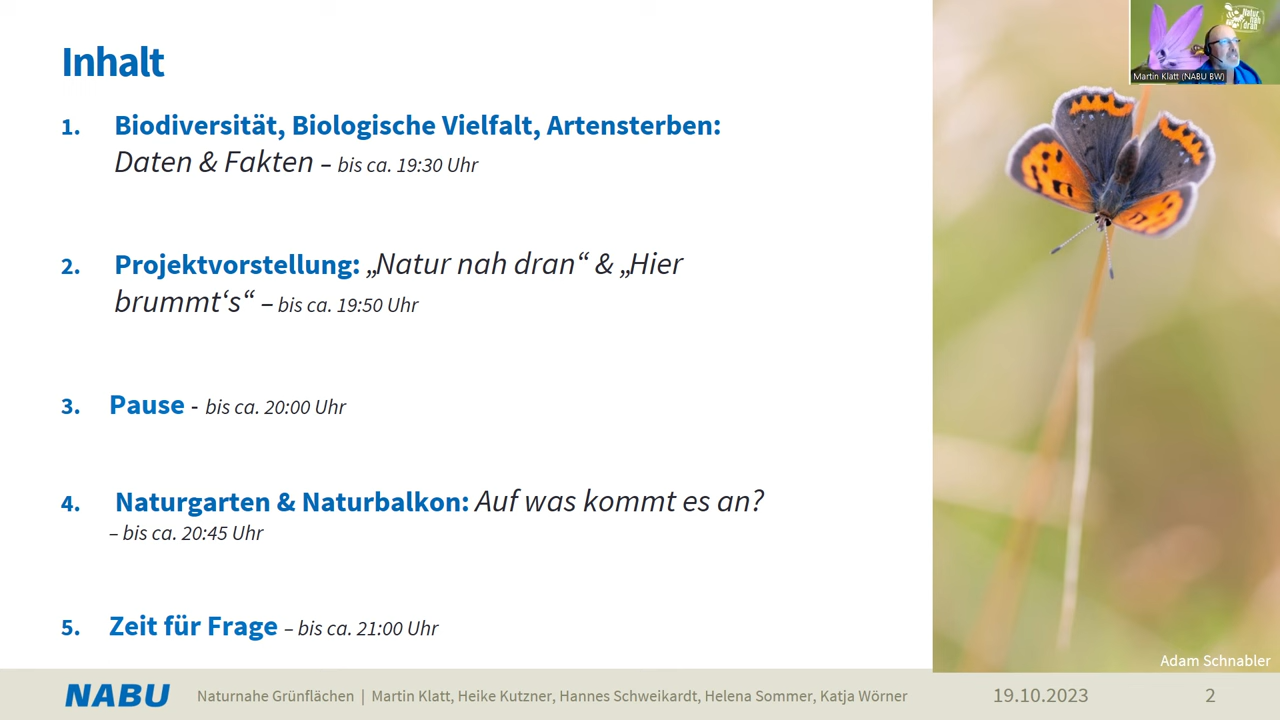 Inhalt
1. Biodiversität, Biologische Vielfalt, Artensterben:
Daten & Fakten – bis ca. 19:30 Uhr
2. Projektvorstellung: „Natur nah dran“ & „Hier
brummt‘s“ – bis ca. 19:50 Uhr
3. Pause - bis ca. 20:00 Uhr
4. Naturgarten & Naturbalkon: Auf was kommt es an?
– bis ca. 20:45 Uhr
5. Zeit für Frage – bis ca. 21:00 Uhr
Natur
nah
dran
Martin Klatt (NABU BW)
Adam Schnabler
NABU Naturnahe Grünflächen | Martin Klatt, Heike Kutzner, Hannes Schweikardt, Helena Sommer, Katja Wörner 19.10.2023 2